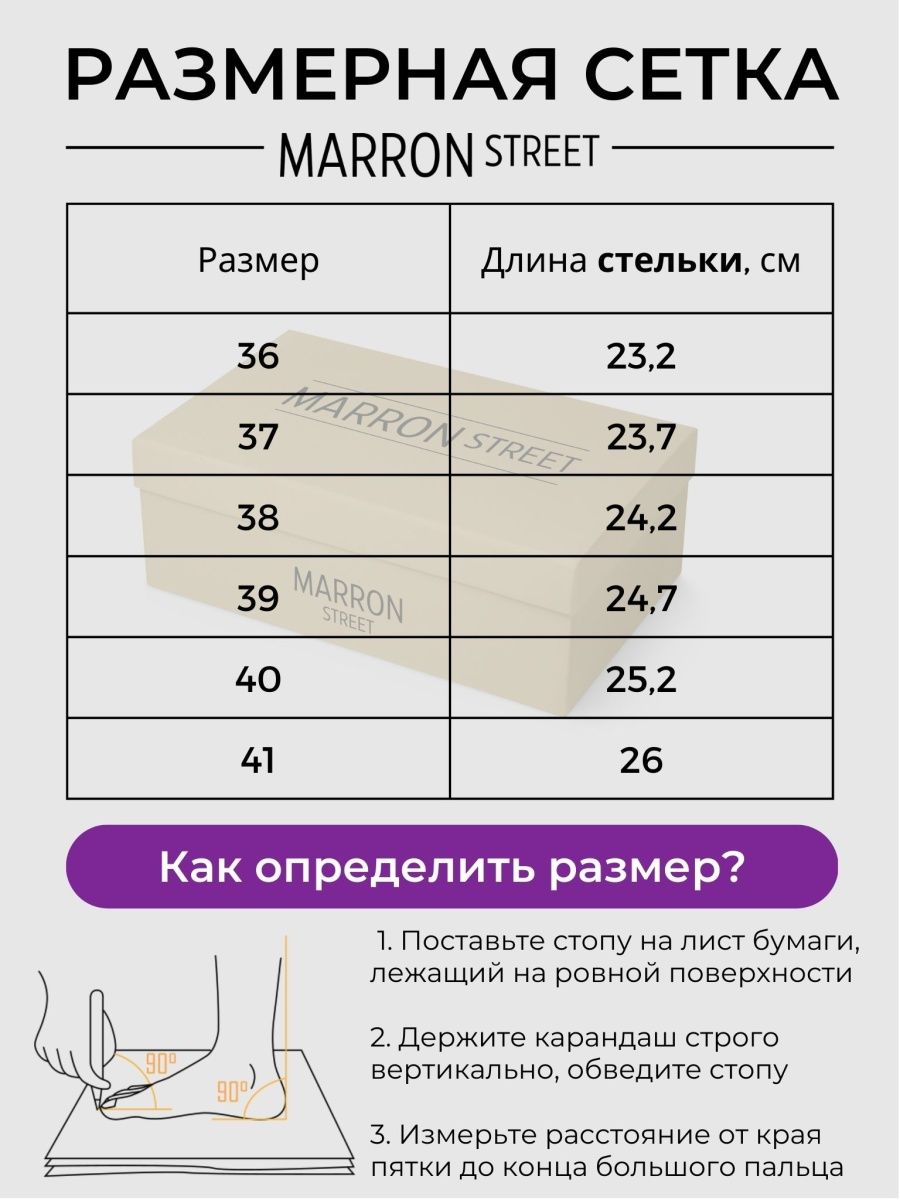 РАЗМЕРНАЯ СЕТКА
MARRON STREET
Размер Длина стельки, см
36 23,2
MARRON STREET
37 23,7
38 24,2
39 24,7
MARRON
STREET
40 25,2
41 26
Как определить размер?
1. Поставьте стопу на лист бумаги,
лежащий на ровной поверхности
2. Держите карандаш строго
вертикально, обведите стопу
3. Измерьте расстояние от края
пятки до конца большого пальца
90°
90°